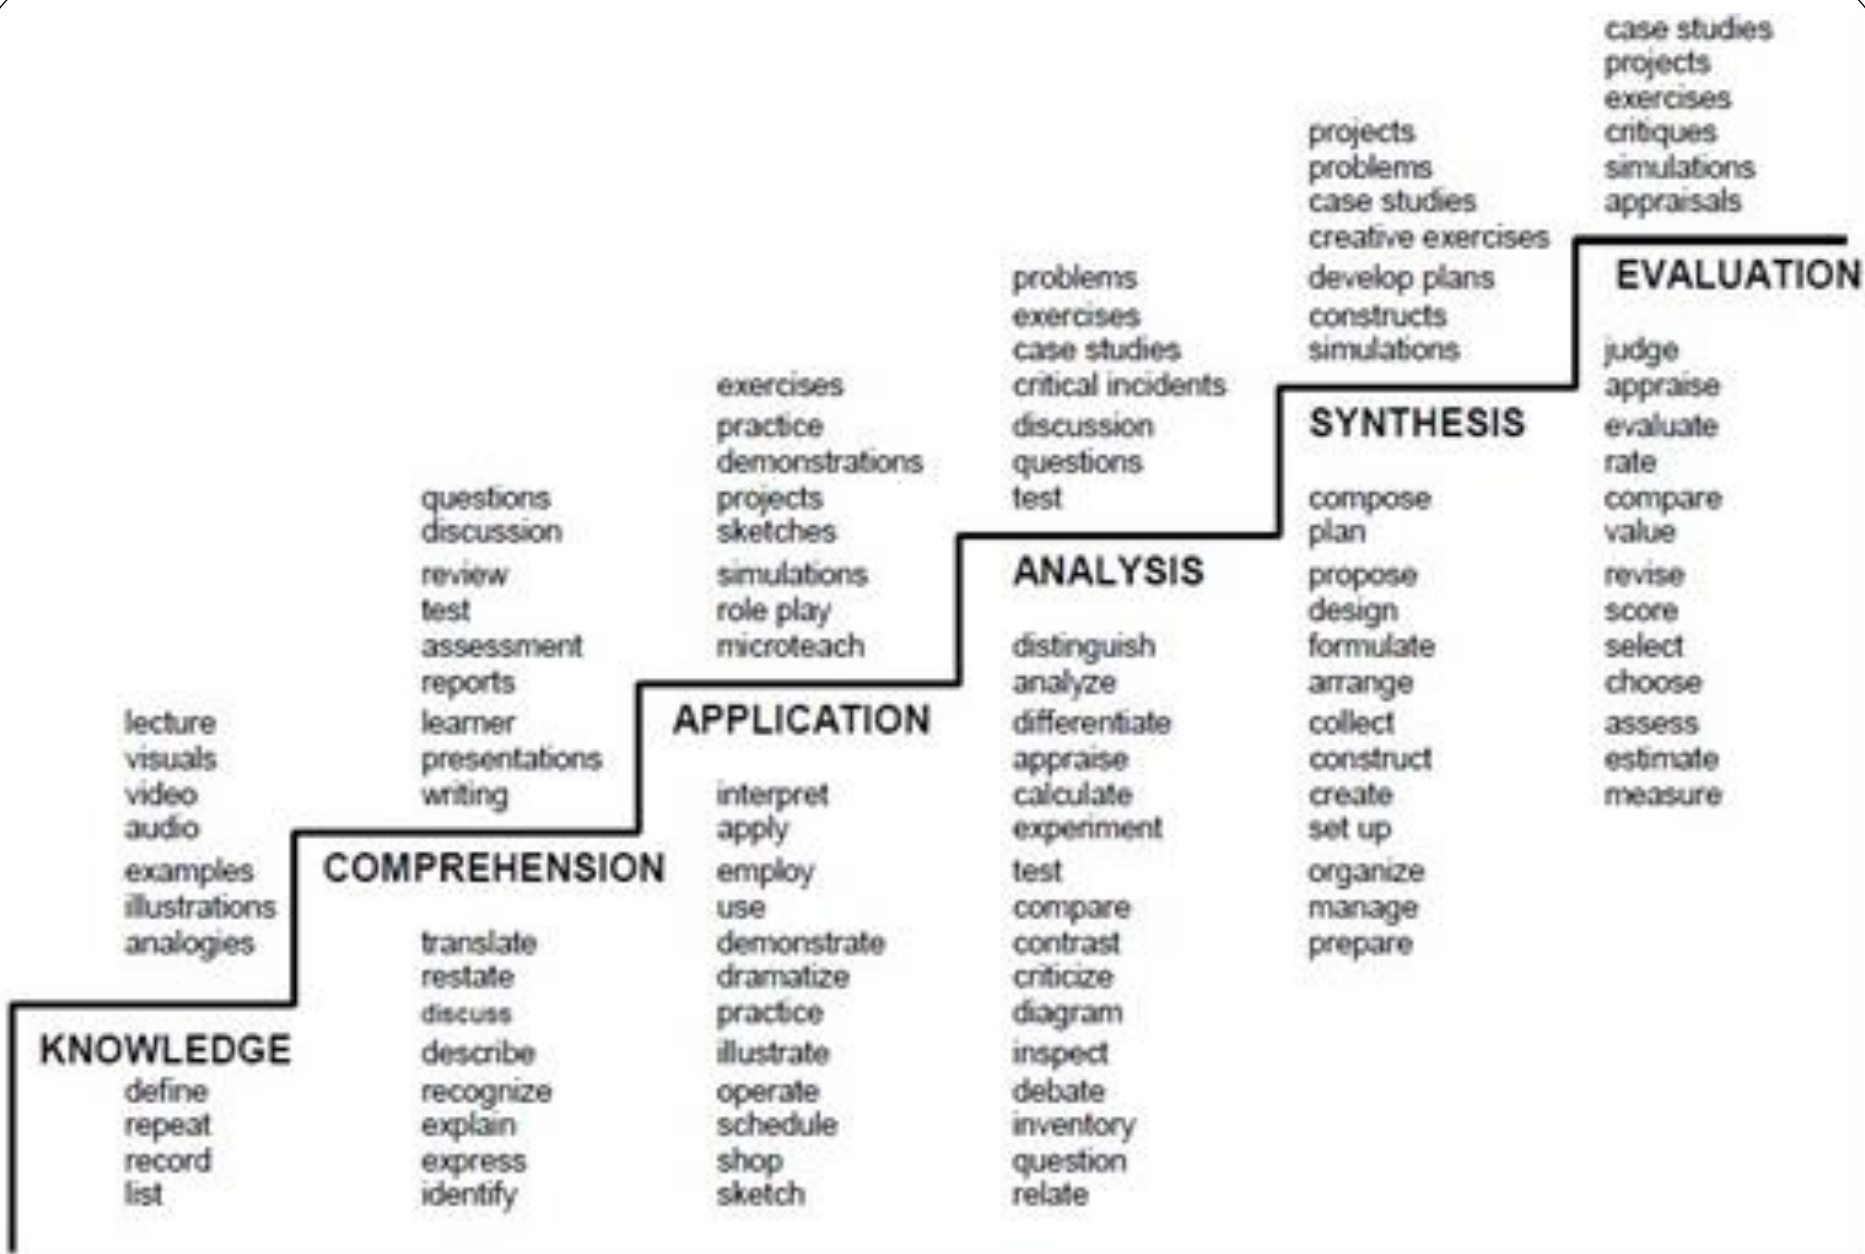 lecture
visuals
video
audio
examples
illustrations
analogies
KNOWLEDGE
define
repeat
record
list
questions
discussion
review
test
assessment
reports
learner
presentations
writing
COMPREHENSION
translate
restate
discuss
describe
recognize
explain
express
identify
exercises
practice
demonstrations
projects
sketches
simulations
role play
microteach
APPLICATION
interpret
apply
employ
use
demonstrate
dramatize
practice
illustrate
operate
schedule
shop
sketch
problems
exercises
case studies
critical incidents
discussion
questions
test
ANALYSIS
distinguish
analyze
differentiate
appraise
calculate
experiment
test
compare
contrast
criticize
diagram
inspect
debate
inventory
question
relate
projects
problems
case studies
creative exercises
develop plans
constructs
simulations
SYNTHESIS
compose
plan
propose
design
formulate
arrange
collect
construct
create
set up
organize
manage
prepare
case studies
projects
exercises
critiques
simulations
appraisals
EVALUATION
judge
appraise
evaluate
rate
compare
value
revise
score
select
choose
assess
estimate
measure